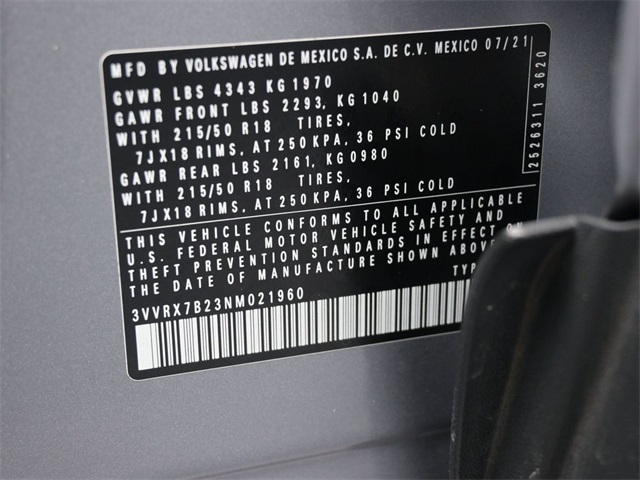 MFD BY VOLKSWAGEN DE MEXICO S.A. DE C.V. MEXICO 07/21
GVWR LBS 4343 KG 1970
GAWR FRONT LBS 2293, KG 1040
WITH 215/50 R18 TIRES,
7JX18 RIMS, AT 250 KPA, 36 PSI COLD
GAWR REAR LBS 2161, KG0980
WITH 215/50 R18 TIRES,
7JX18 RIMS, AT 250 KPA, 36 PSI COLD
THIS VEHICLE CONFORMS TO ALL APPLICABLE
U.S. FEDERAL MOTOR VEHICLE SAFETY AND
THEFT PREVENTION STANDARDS IN EFFECT ON
THE DATE OF MANUFACTURE SHOWN ABOVE
3VVRX7B23NM021960 TYP
2526311 3620